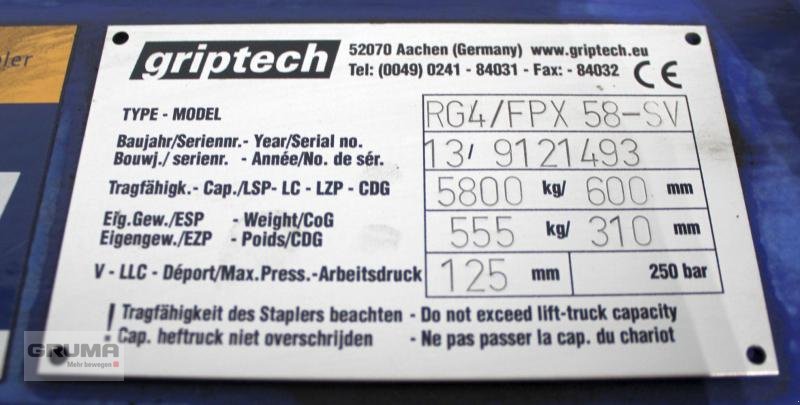 griptech 52070 Aachen (Germany) www.griptech.eu
Tel: (0049) 0241 - 84031 - Fax: - 84032 CE
TYPE - MODEL RG4/FPX 58-SV
Baujahr/Seriennr. - Year/Serial no.
Bouwj./ serienr. - Année/No. de sér. 13/ 9121493
Tragfähigk.- Cap./LSP- LC - LZP - CDG 5800 kg/ 600 mm
Eig.Gew./ESP - Weight/CoG
Eigengew./EZP - Poids/CDG 555 kg/ 310 mm
V - LLC - Déport/Max.Press.-Arbeitsdruck 125 mm 250 bar
! Tragfähigkeit des Staplers beachten - Do not exceed lift-truck capacity
Cap. heftruck niet overschrijden - Ne pas passer la cap. du chariot
GRUMA
Mehr bewegen